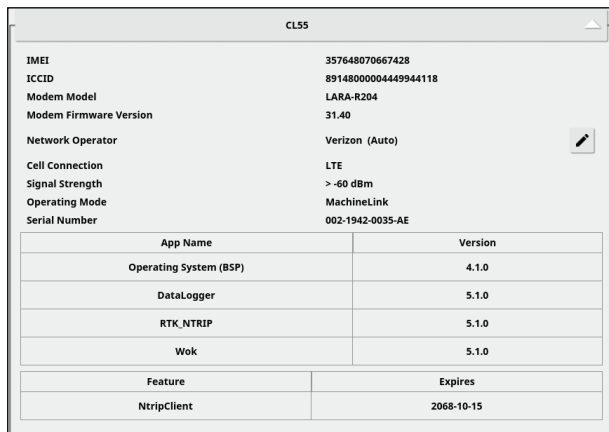 CL55
IMEI 357648070667428
ICCID 89148000004449944118
Modem Model LARA-R204
Modem Firmware Version 31.40
Network Operator Verizon (Auto)
Cell Connection LTE
Signal Strength > -60 dBm
Operating Mode MachineLink
Serial Number 002-1942-0035-AE
App Name Version
Operating System (BSP) 4.1.0
DataLogger 5.1.0
RTK_NTRIP 5.1.0
Wok 5.1.0
Feature Expires
NtripClient 2068-10-15